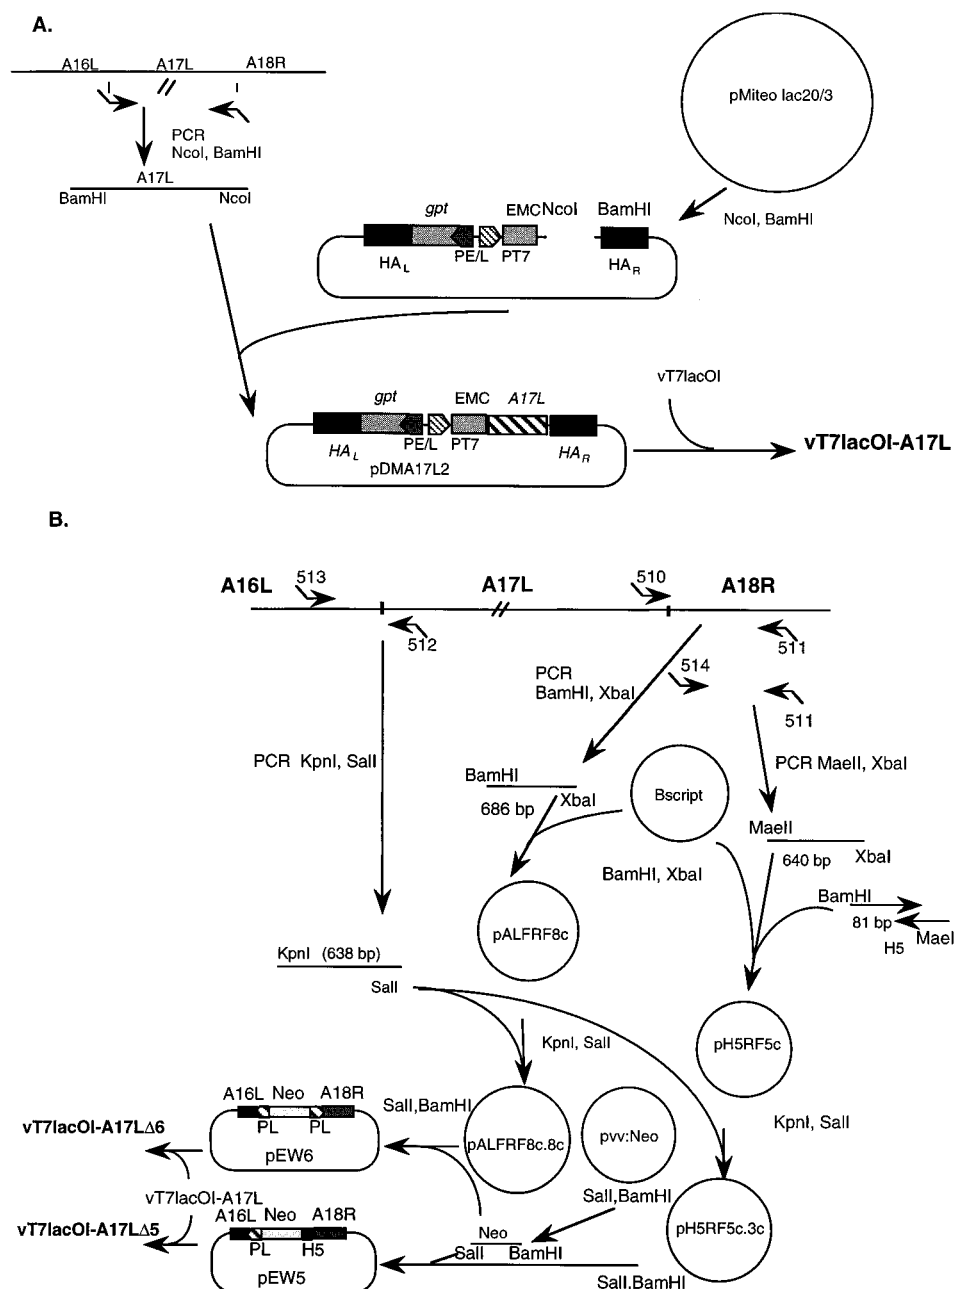 A.
A16L A17L A18R
pMiteo lac20/3
PCR
NcoI, BamHI
A17L
BamHI NcoI
NcoI, BamHI
gpt EMC NcoI BamHI
HAL PE/L PT7 HAR
vT7lacOI
gpt EMC A17L
PE/L PT7
HAL HAR
pDMA17L2
vT7lacOI-A17L
B.
A16L 513 A17L 510 A18R
512 511
514
PCR
BamHI, XbaI
511
PCR KpnI, SalI
PCR MaeII, XbaI
BamHI
686 bp XbaI
Bscript
MaeII
640 bp XbaI
BamHI, XbaI
BamHI
81 bp
H5 MaeI
pALFRF8c
KpnI (638 bp)
SalI
KpnI, SalI
pH5RF5c
A16L Neo A18R
SalI,BamHI
KpnI, SalI
vT7lacOI-A17LΔ6
PL PL
pEW6
pALFRF8c.8c
pvv:Neo
vT7lacOI-A17L
SalI,BamHI
A16L Neo A18R
vT7lacOI-A17LΔ5
PL H5
pEW5
Neo
SalI BamHI
pH5RF5c.3c
SalI,BamHI